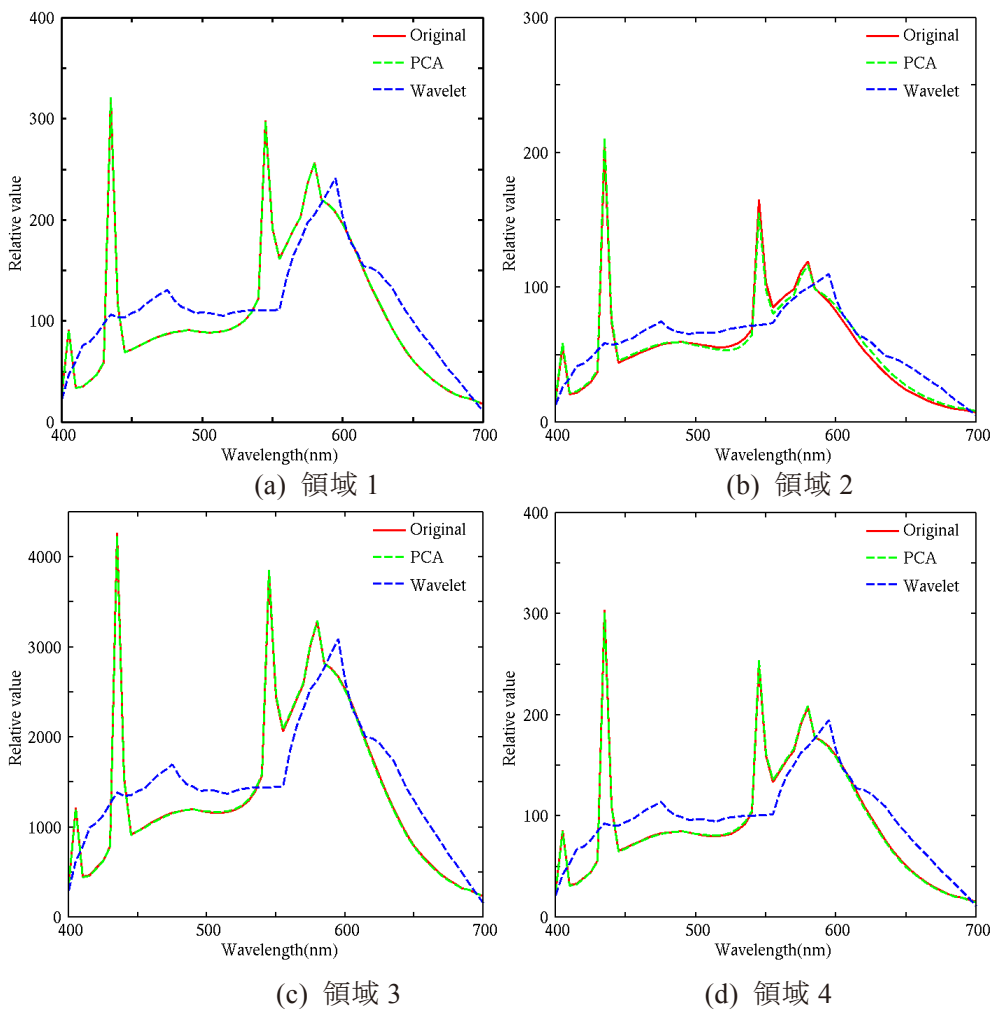 400
300
200
100
0
Relative value
Original
PCA
Wavelet
400
500
600
700
Wavelength(nm)
(a) 領域 1
300
200
100
0
Relative value
Original
PCA
Wavelet
400
500
600
700
Wavelength(nm)
(b) 領域 2
4000
3000
2000
1000
0
Relative value
Original
PCA
Wavelet
400
500
600
700
Wavelength(nm)
(c) 領域 3
400
300
200
100
0
Relative value
Original
PCA
Wavelet
400
500
600
700
Wavelength(nm)
(d) 領域 4